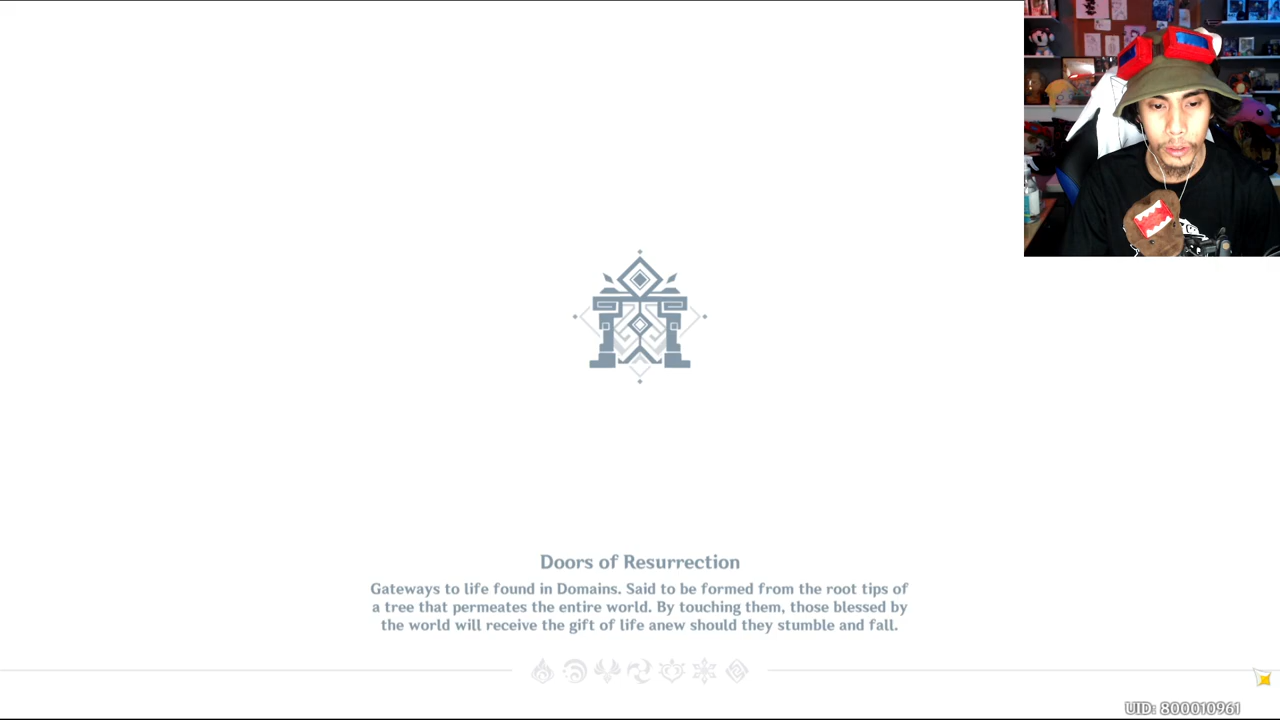 Doors of Resurrection
Gateways to life found in Domains. Said to be formed from the root tips of
a tree that permeates the entire world. By touching them, those blessed by
the world will receive the gift of life anew should they stumble and fall.
UID: 800010961